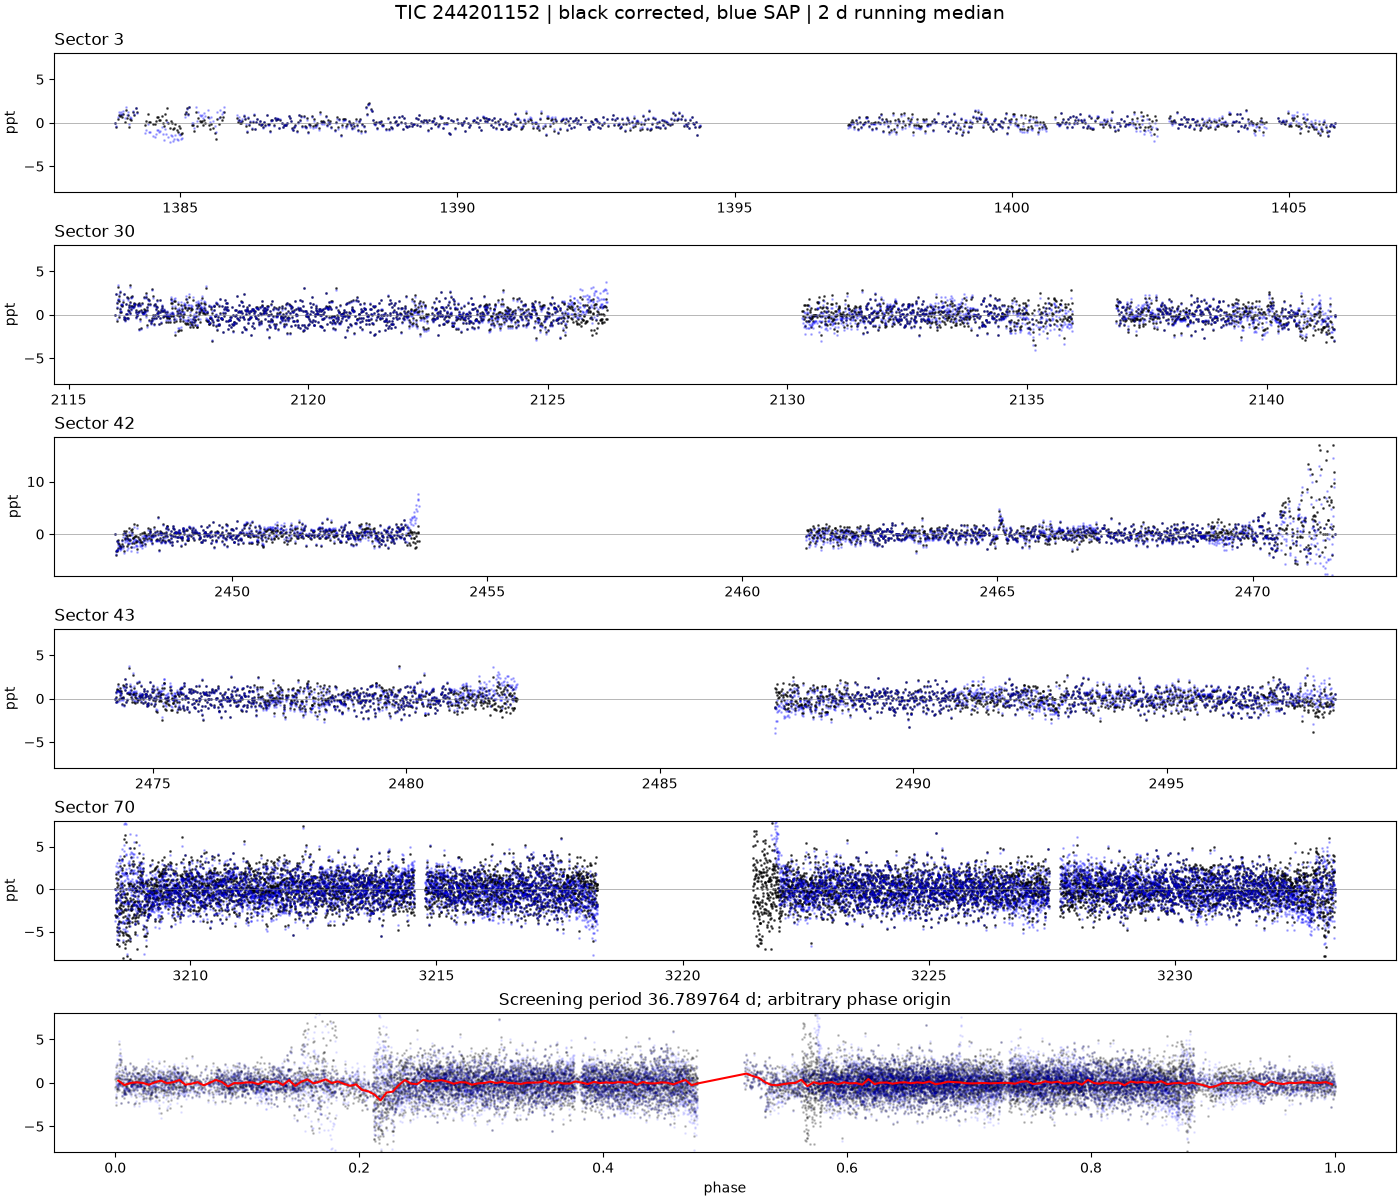 TIC 244201152 | black corrected, blue SAP | 2 d running median
Sector 3
5
0
−5
ppt
1385 1390 1395 1400 1405
Sector 30
5
0
−5
ppt
2115 2120 2125 2130 2135 2140
Sector 42
10
0
ppt
2450 2455 2460 2465 2470
Sector 43
5
0
−5
ppt
2475 2480 2485 2490 2495
Sector 70
5
0
−5
ppt
3210 3215 3220 3225 3230
Screening period 36.789764 d; arbitrary phase origin
5
0
−5
ppt
0.0 0.2 0.4 0.6 0.8 1.0
phase